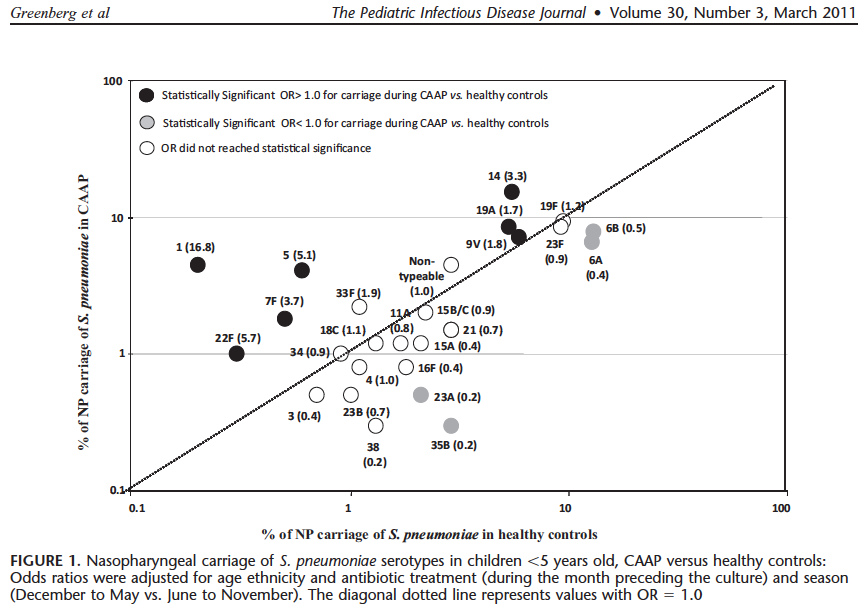 Greenberg et al
The Pediatric Infectious Disease Journal • Volume 30, Number 3, March 2011
100
Statistically Significant OR> 1.0 for carriage during CAAP vs. healthy controls
Statistically Significant OR< 1.0 for carriage during CAAP vs. healthy controls
OR did not reached statistical significance
% of NP carriage of S. pneumoniae in CAAP
14 (3.3)
19A (1.7)
19F (1.2)
10
6B (0.5)
1 (16.8)
5 (5.1)
9V (1.8)
23F
(0.9)
6A
(0.4)
Non-
typeable
(1.0)
7F (3.7)
33F (1.9)
11A
(0.8)
15B/C (0.9)
22F (5.7)
18C (1.1)
21 (0.7)
34 (0.9)
15A (0.4)
1
4 (1.0)
16F (0.4)
3 (0.4)
23B (0.7)
23A (0.2)
38
(0.2)
35B (0.2)
0.1
0.1
1
10
100
% of NP carriage of S. pneumoniae in healthy controls
FIGURE 1. Nasopharyngeal carriage of S. pneumoniae serotypes in children <5 years old, CAAP versus healthy controls:
Odds ratios were adjusted for age ethnicity and antibiotic treatment (during the month preceding the culture) and season
(December to May vs. June to November). The diagonal dotted line represents values with OR = 1.0